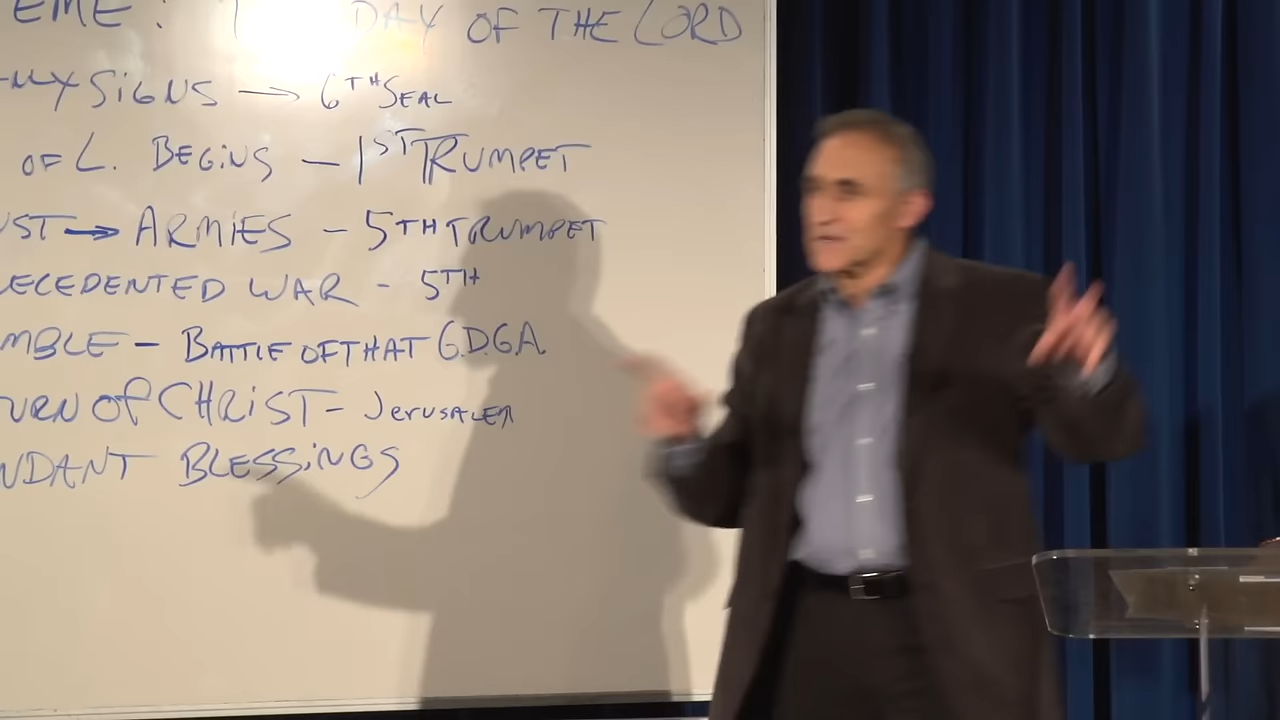 EME: DAY OF THE LORD
MY SIGNS → 6TH SEAL
OF L. BEGINS — 1ST TRUMPET
UST → ARMIES - 5TH TRUMPET
ECEDENTED WAR - 5TH
MBLE - BATTLE OF THAT G.D.G.A.
URN OF CHRIST - JERUSALEM
NDANT BLESSINGS